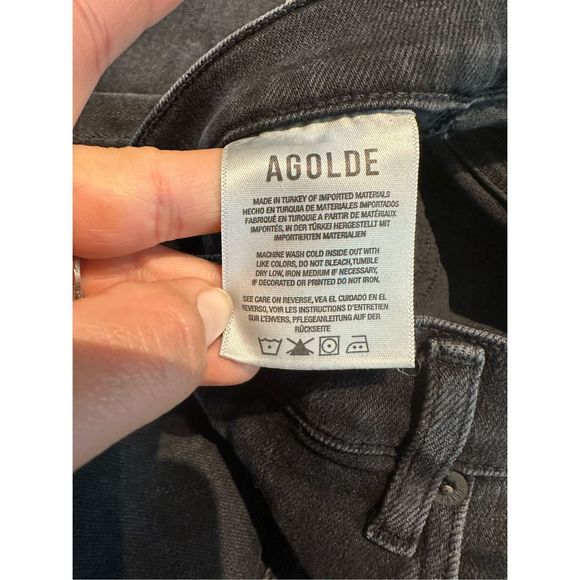 AGOLDE
MADE IN TURKEY OF IMPORTED MATERIALS
HECHO EN TURQUIA DE MATERIALES IMPORTADOS
FABRIQUÉ EN TURQUIE A PARTIR DE MATÉRIAUX
IMPORTÉS, IN DER TÜRKEI HERGESTELLT MIT
IMPORTIERTEN MATERIALIEN
MACHINE WASH COLD INSIDE OUT WITH
LIKE COLORS, DO NOT BLEACH,TUMBLE
DRY LOW, IRON MEDIUM IF NECESSARY,
IF DECORATED OR PRINTED DO NOT IRON.
SEE CARE ON REVERSE, VEA EL CUIDADO EN EL
REVERSO, VOIR LES INSTRUCTIONS D'ENTRETIEN
SUR L'ENVERS, PFLEGEANLEITUNG AUF DER
RÜCKSEITE